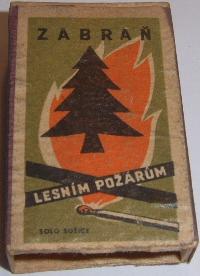 ZABRAŇ
LESNÍM POŽÁRŮM
SOLO SUŠICE